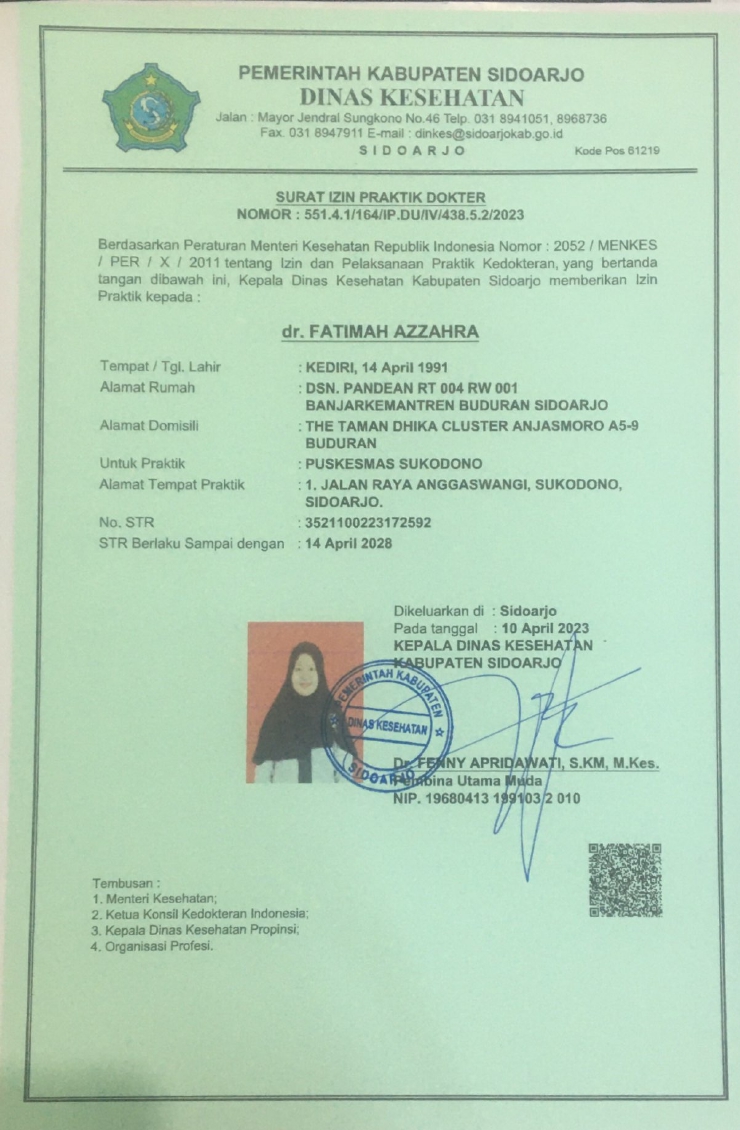 PEMERINTAH KABUPATEN SIDOARJO
DINAS KESEHATAN
Jalan : Mayor Jendral Sungkono No.46 Telp. 031 8941051, 8968736
Fax. 031 8947911 E-mail : dinkes@sidoarjokab.go.id
S I D O A R J O Kode Pos 61219
SURAT IZIN PRAKTIK DOKTER
NOMOR : 551.4.1/164/IP.DU/IV/438.5.2/2023
Berdasarkan Peraturan Menteri Kesehatan Republik Indonesia Nomor : 2052 / MENKES
/ PER / X / 2011 tentang Izin dan Pelaksanaan Praktik Kedokteran, yang bertanda
tangan dibawah ini, Kepala Dinas Kesehatan Kabupaten Sidoarjo memberikan Izin
Praktik kepada :
dr. FATIMAH AZZAHRA
Tempat / Tgl. Lahir : KEDIRI, 14 April 1991
Alamat Rumah : DSN. PANDEAN RT 004 RW 001
BANJARKEMANTREN BUDURAN SIDOARJO
Alamat Domisili : THE TAMAN DHIKA CLUSTER ANJASMORO A5-9
BUDURAN
Untuk Praktik : PUSKESMAS SUKODONO
Alamat Tempat Praktik : 1. JALAN RAYA ANGGASWANGI, SUKODONO,
SIDOARJO.
No. STR : 3521100223172592
STR Berlaku Sampai dengan : 14 April 2028
Dikeluarkan di : Sidoarjo
Pada tanggal : 10 April 2023
KEPALA DINAS KESEHATAN
KABUPATEN SIDOARJO
PEMERINTAH KABUPATEN
DINAS KESEHATAN
SIDOARJO
Dr. FENNY APRIDAWATI, S.KM, M.Kes.
Pembina Utama Muda
NIP. 19680413 199103 2 010
Tembusan :
1. Menteri Kesehatan;
2. Ketua Konsil Kedokteran Indonesia;
3. Kepala Dinas Kesehatan Propinsi;
4. Organisasi Profesi.